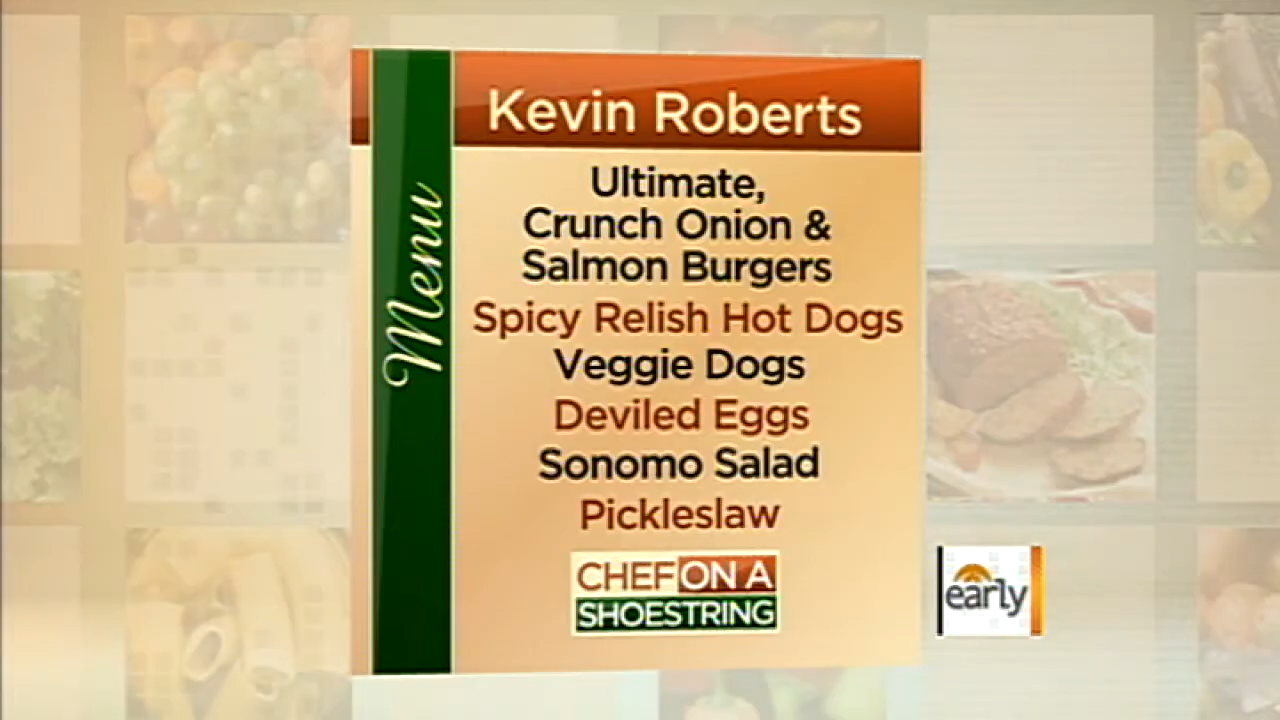 Kevin Roberts
Menu
Ultimate,
Crunch Onion &
Salmon Burgers
Spicy Relish Hot Dogs
Veggie Dogs
Deviled Eggs
Sonomo Salad
Pickleslaw
CHEF ON A
SHOESTRING
early